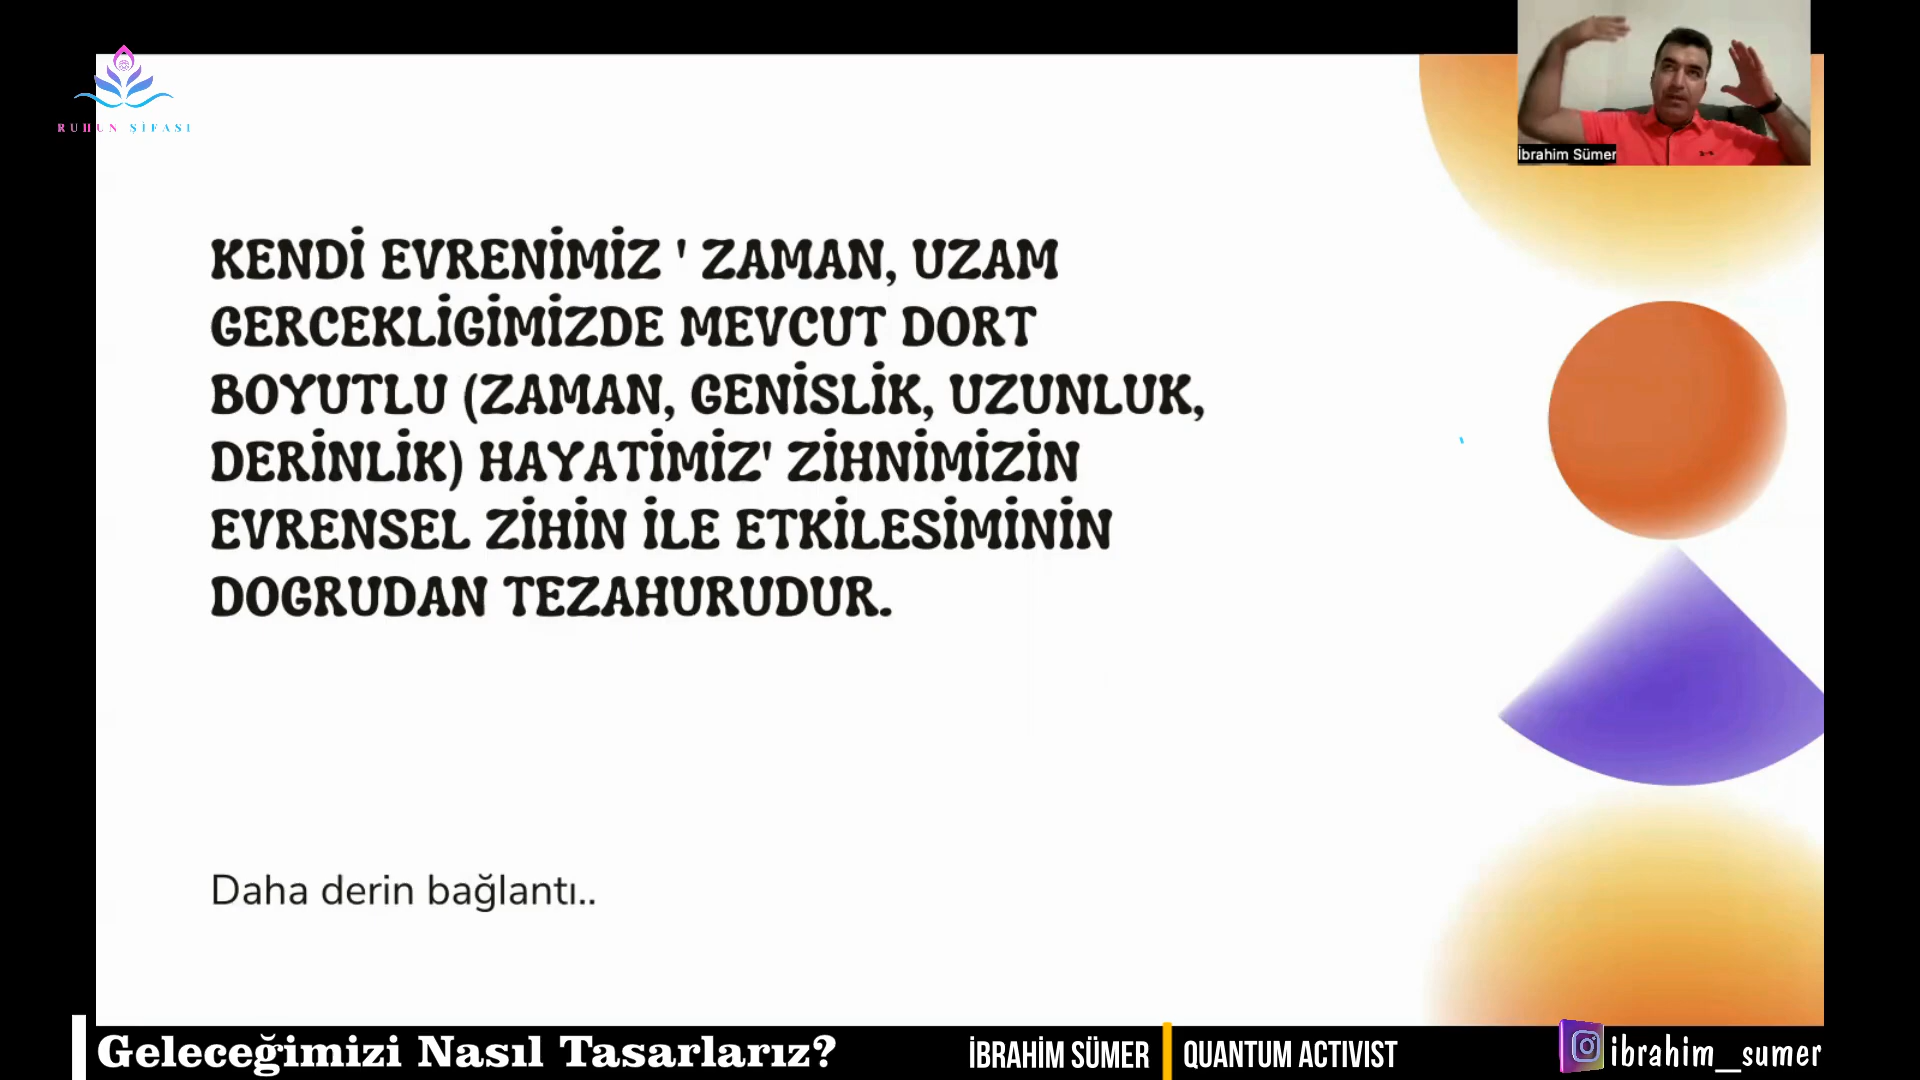 RUHUN ŞİFASI
İbrahim Sümer
KENDİ EVRENİMİZ ' ZAMAN, UZAM
GERCEKLİGİMİZDE MEVCUT DORT
BOYUTLU (ZAMAN, GENİSLİK, UZUNLUK,
DERİNLİK) HAYATİMİZ' ZİHNİMİZİN
EVRENSEL ZİHİN İLE ETKİLESİMİNİN
DOGRUDAN TEZAHURUDUR.
Daha derin bağlantı..
Geleceğimizi Nasıl Tasarlarız?
İBRAHİM SÜMER
QUANTUM ACTIVIST
ibrahim_sumer